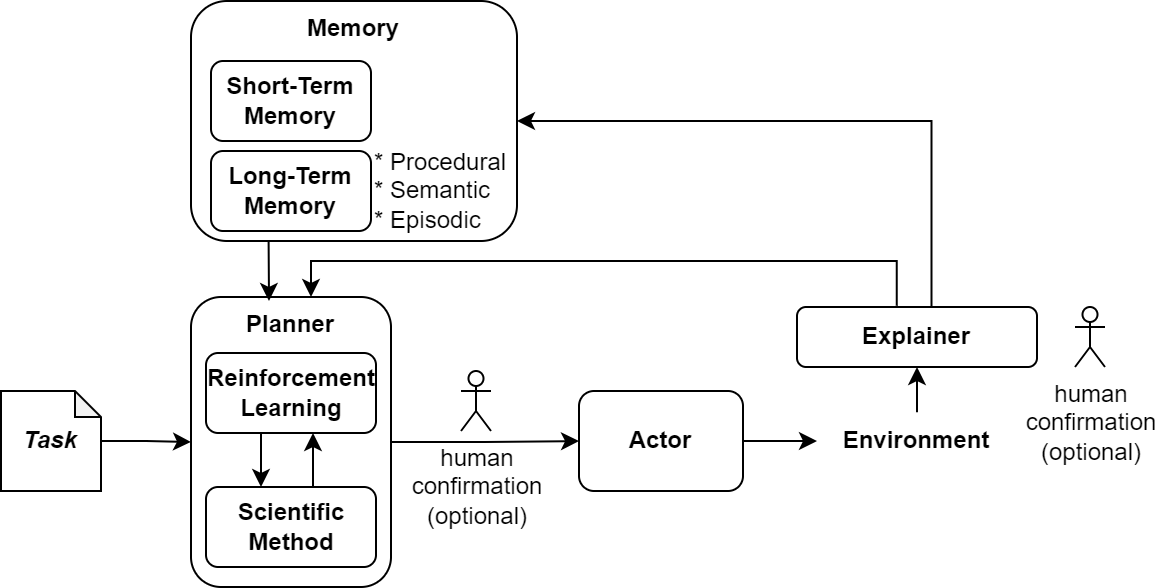 Memory
Short-Term
Memory
Long-Term
Memory
* Procedural
* Semantic
* Episodic
Planner
Reinforcement
Learning
Scientific
Method
Task
human
confirmation
(optional)
Actor
Environment
Explainer
human
confirmation
(optional)